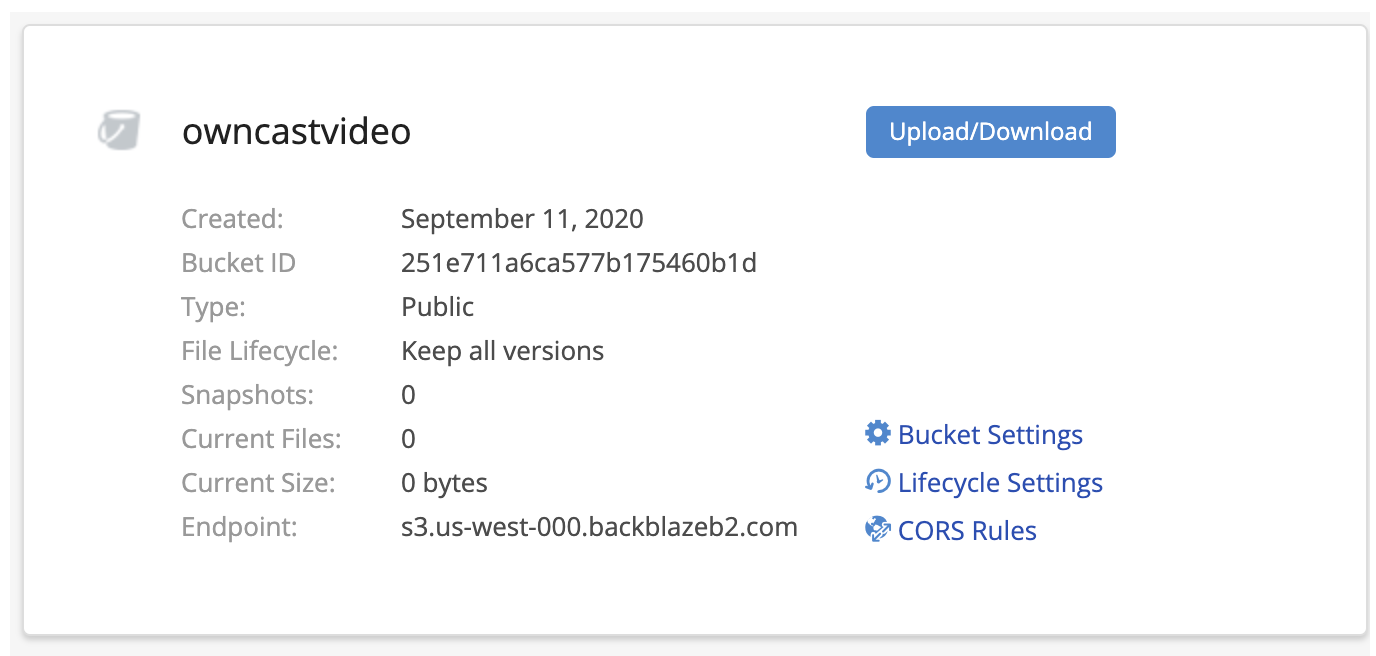 owncastvideo
Upload/Download
Created: September 11, 2020
Bucket ID 251e711a6ca577b175460b1d
Type: Public
File Lifecycle: Keep all versions
Snapshots: 0
Current Files: 0
Bucket Settings
Current Size: 0 bytes
Lifecycle Settings
Endpoint: s3.us-west-000.backblazeb2.com
CORS Rules